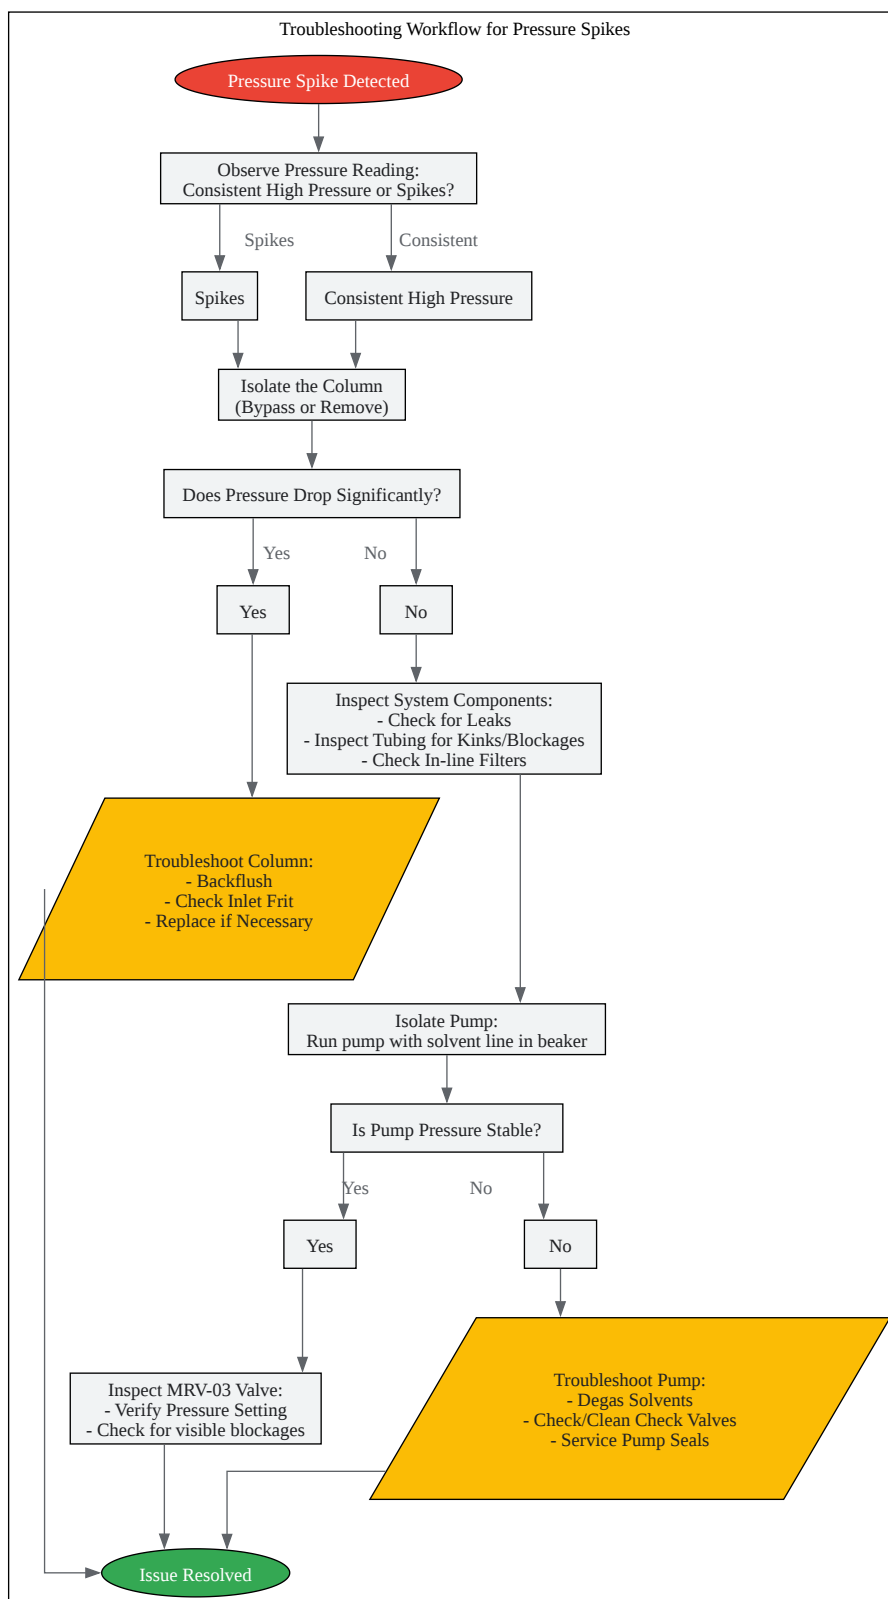 Troubleshooting Workflow for Pressure Spikes
Pressure Spike Detected
Observe Pressure Reading:
Consistent High Pressure or Spikes?
Spikes
Consistent
Spikes
Consistent High Pressure
Isolate the Column
(Bypass or Remove)
Does Pressure Drop Significantly?
Yes
No
Yes
No
Inspect System Components:
- Check for Leaks
- Inspect Tubing for Kinks/Blockages
- Check In-line Filters
Troubleshoot Column:
- Backflush
- Check Inlet Frit
- Replace if Necessary
Isolate Pump:
Run pump with solvent line in beaker
Is Pump Pressure Stable?
Yes
No
Yes
No
Inspect MRV-03 Valve:
- Verify Pressure Setting
- Check for visible blockages
Troubleshoot Pump:
- Degas Solvents
- Check/Clean Check Valves
- Service Pump Seals
Issue Resolved